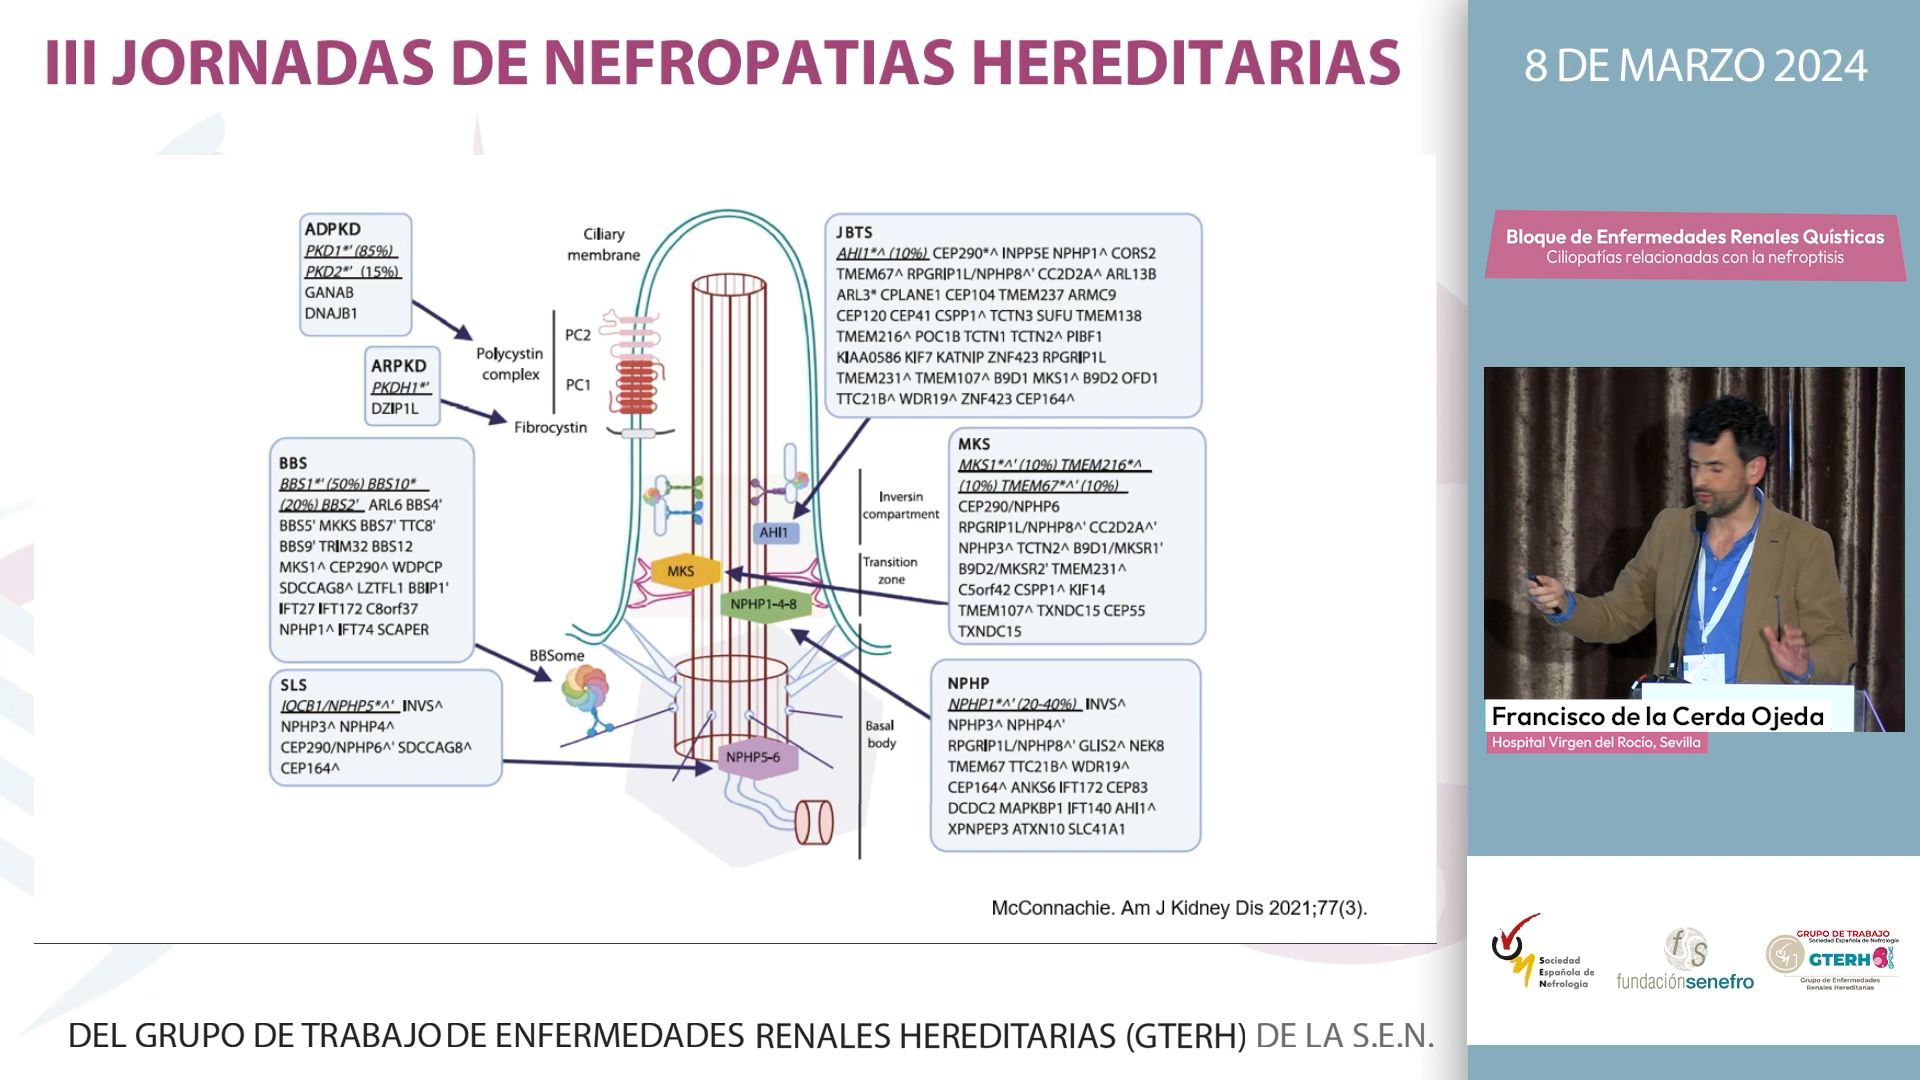 III JORNADAS DE NEFROPATIAS HEREDITARIAS
8 DE MARZO 2024
Bloque de Enfermedades Renales Quísticas
Ciliopatías relacionadas con la nefroptisis
ADPKD
PKD1*' (85%)
PKD2*' (15%)
GANAB
DNAJB1
ARPKD
PKDH1*'
DZIP1L
BBS
BBS1*' (50%) BBS10*
(20%) BBS2' ARL6 BBS4'
BBS5' MKKS BBS7' TTC8'
BBS9' TRIM32 BBS12
MKS1^ CEP290^ WDPCP
SDCCAG8^ LZTFL1 BBIP1'
IFT27 IFT172 C8orf37
NPHP1^ IFT74 SCAPER
SLS
IQCB1/NPHP5*^' INVS^
NPHP3^ NPHP4^
CEP290/NPHP6^' SDCCAG8^
CEP164^
Ciliary
membrane
PC2
Polycystin
complex
PC1
Fibrocystin
BBSome
AHI1
MKS
NPHP1-4-8
NPHP5-6
Inversin
compartment
Transition
zone
Basal
body
JBTS
AHI1*^ (10%) CEP290*^ INPP5E NPHP1^ CORS2
TMEM67^ RPGRIP1L/NPHP8^' CC2D2A^ ARL13B
ARL3* CPLANE1 CEP104 TMEM237 ARMC9
CEP120 CEP41 CSPP1^ TCTN3 SUFU TMEM138
TMEM216^ POC1B TCTN1 TCTN2^ PIBF1
KIAA0586 KIF7 KATNIP ZNF423 RPGRIP1L
TMEM231^ TMEM107^ B9D1 MKS1^ B9D2 OFD1
TTC21B^ WDR19^ ZNF423 CEP164^
MKS
MKS1*^' (10%) TMEM216*^
(10%) TMEM67*^' (10%)
CEP290/NPHP6
RPGRIP1L/NPHP8^' CC2D2A^'
NPHP3^ TCTN2^ B9D1/MKSR1'
B9D2/MKSR2' TMEM231^
C5orf42 CSPP1^ KIF14
TMEM107^ TXNDC15 CEP55
TXNDC15
NPHP
NPHP1*^' (20-40%) INVS^
NPHP3^ NPHP4^'
RPGRIP1L/NPHP8^' GLIS2^ NEK8
TMEM67 TTC21B^ WDR19^
CEP164^ ANKS6 IFT172 CEP83
DCDC2 MAPKBP1 IFT140 AHI1^
XPNPEP3 ATXN10 SLC41A1
McConnachie. Am J Kidney Dis 2021;77(3).
Francisco de la Cerda Ojeda
Hospital Virgen del Rocío, Sevilla
Sociedad
Española de
Nefrología
fs
fundaciónsenefro
GRUPO DE TRABAJO
Sociedad Española de Nefrología
GTERH
Grupo de Enfermedades
Renales Hereditarias
DEL GRUPO DE TRABAJO DE ENFERMEDADES RENALES HEREDITARIAS (GTERH) DE LA S.E.N.